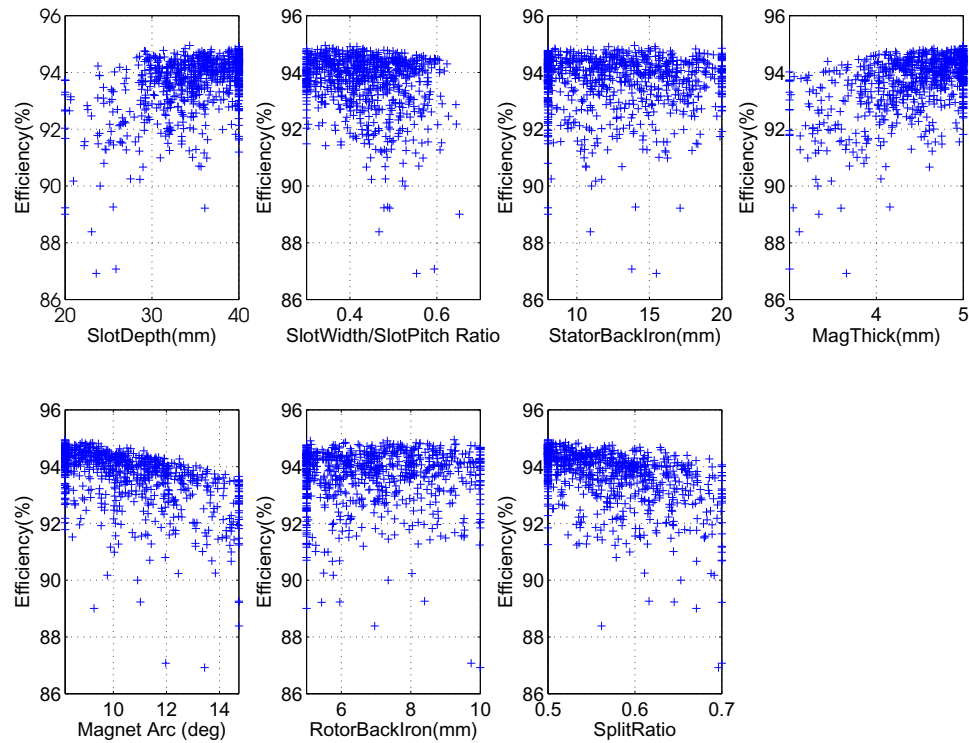 96
94
92
90
88
86
Efficiency(%)
20 30 40
SlotDepth(mm)
96
94
92
90
88
86
Efficiency(%)
0.4 0.6
SlotWidth/SlotPitch Ratio
96
94
92
90
88
86
Efficiency(%)
10 15 20
StatorBackIron(mm)
96
94
92
90
88
86
Efficiency(%)
3 4 5
MagThick(mm)
96
94
92
90
88
86
Efficiency(%)
10 12 14
Magnet Arc (deg)
96
94
92
90
88
86
Efficiency(%)
6 8 10
RotorBackIron(mm)
96
94
92
90
88
86
Efficiency(%)
0.5 0.6 0.7
SplitRatio